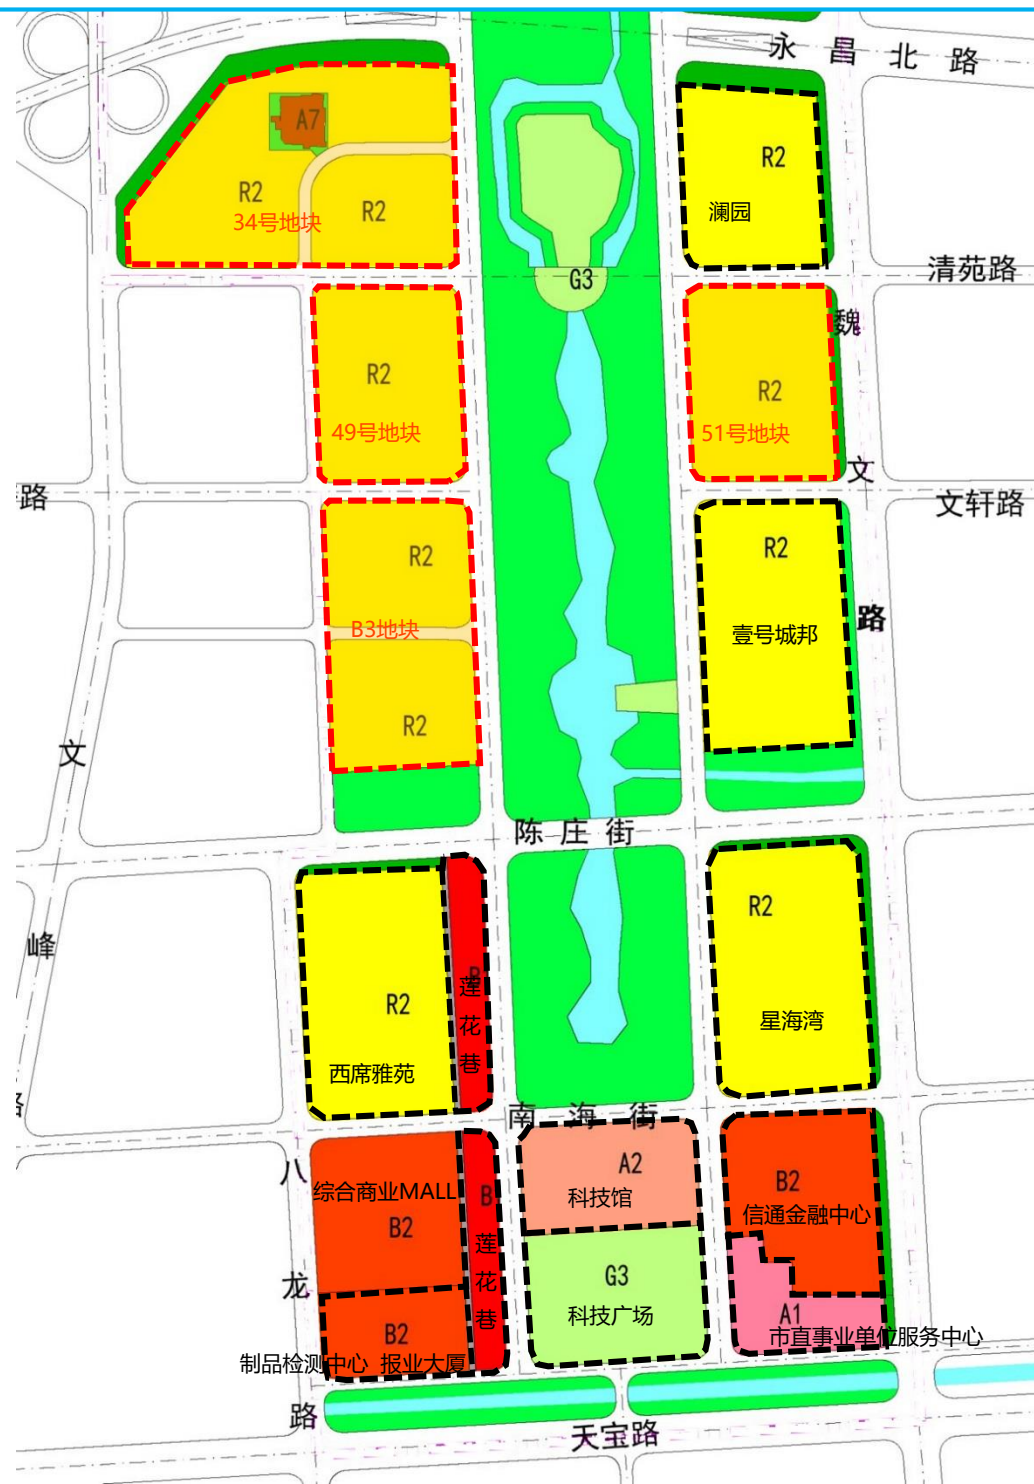 永昌北路
A7
R2
R2
34号地块
R2
澜园
清苑路
G3
魏
文
路
R2
49号地块
R2
51号地块
路
文轩路
R2
B3地块
R2
R2
壹号城邦
文
峰
陈庄街
R2
西席雅苑
莲
花
巷
R2
星海湾
南海街
八
龙
路
综合商业MALL
B2
B
莲
花
巷
A2
科技馆
B2
信通金融中心
G3
科技广场
A1
市直事业单位服务中心
B2
制品检测中心 报业大厦
天宝路